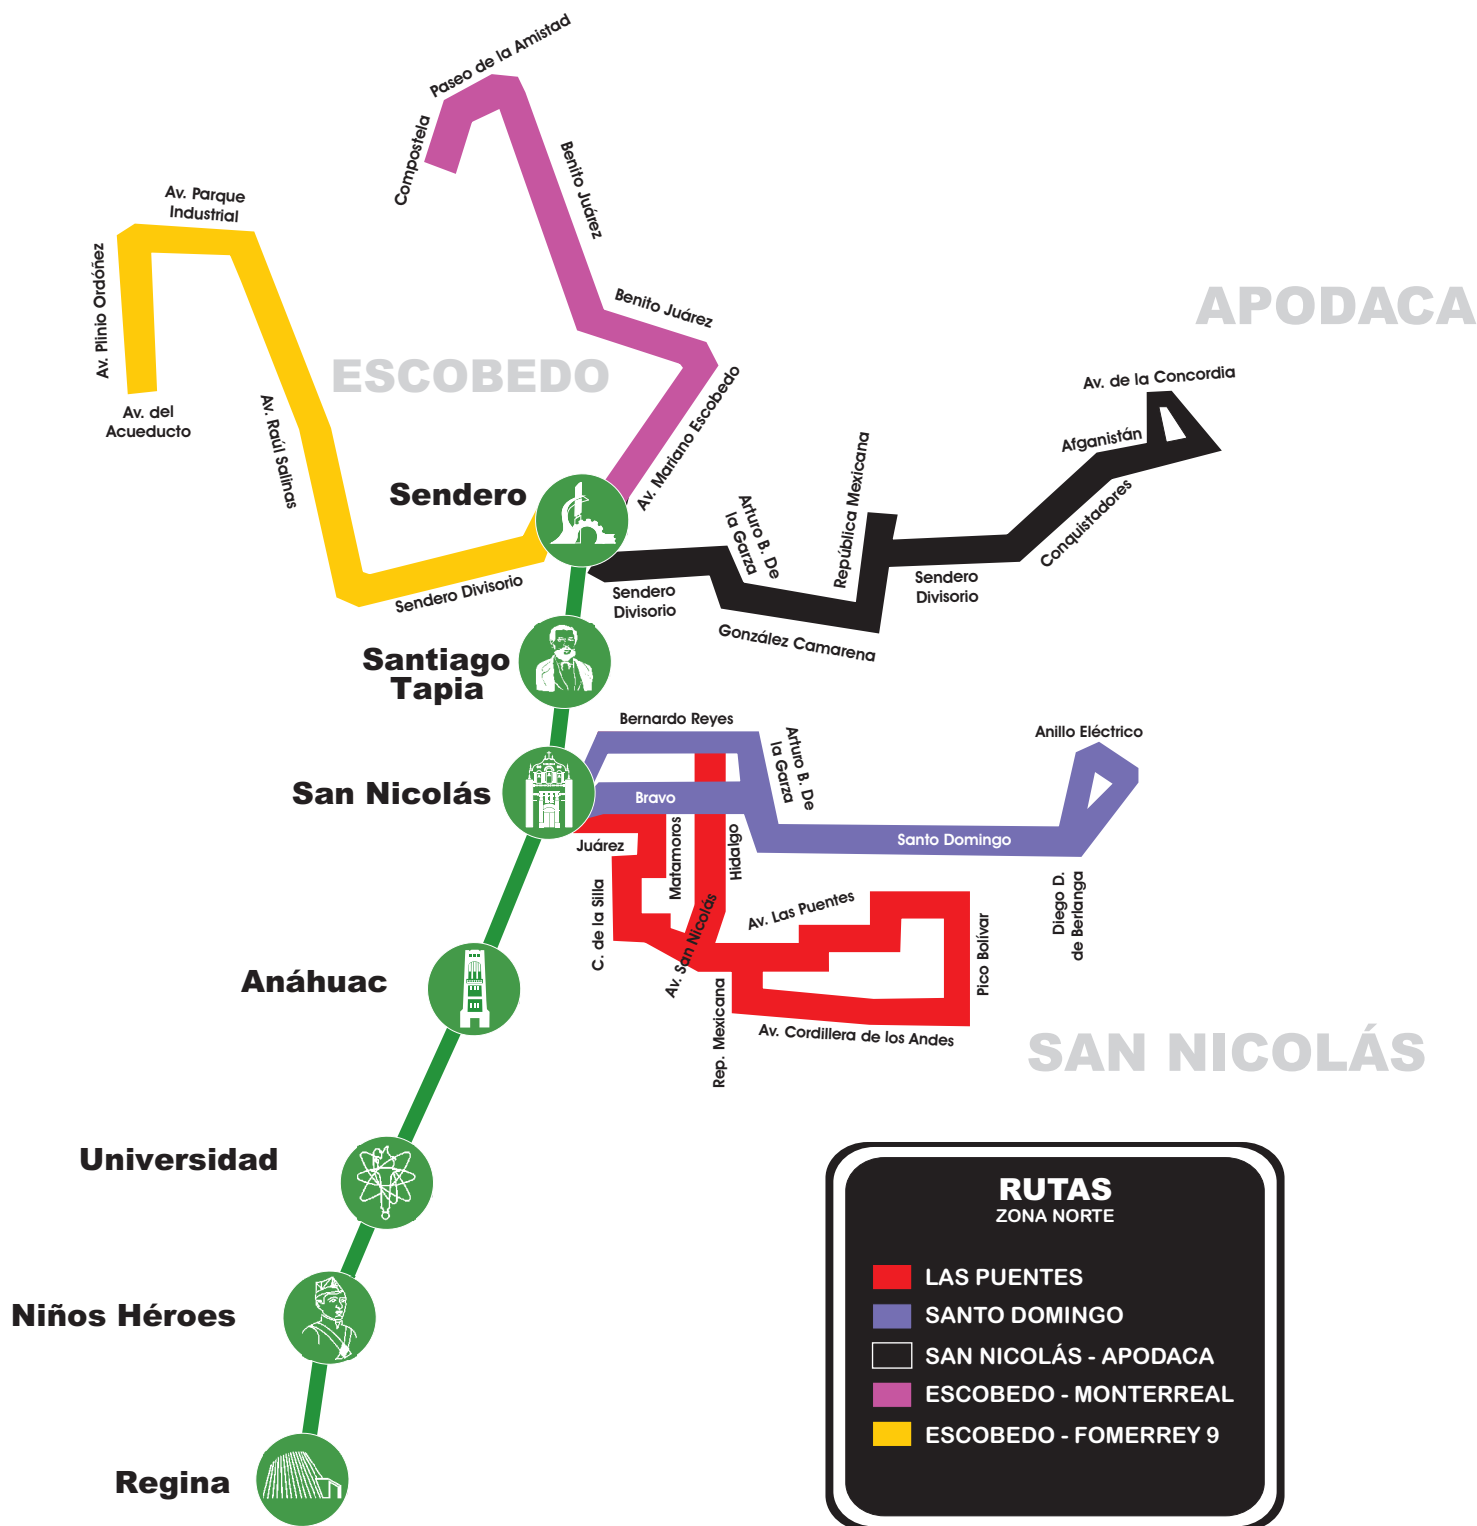 Paseo de la Amistad
Compostela
Benito Juárez
Av. Parque
Industrial
Av. Plinio Ordóñez
Benito Juárez
APODACA
ESCOBEDO
Av. de la Concordia
Av. del
Acueducto
Av. Raúl Salinas
Av. Mariano Escobedo
Afganistán
República Mexicana
Conquistadores
Sendero
Arturo B. De
la Garza
Sendero Divisorio
Sendero
Divisorio
Sendero
Divisorio
González Camarena
Santiago
Tapia
Bernardo Reyes
Arturo B. De
la Garza
Anillo Eléctrico
San Nicolás
Bravo
Juárez
Matamoros
Hidalgo
Santo Domingo
C. de la Silla
Av. San Nicolás
Av. Las Puentes
Pico Bolívar
Diego D.
de Berlanga
Anáhuac
Rep. Mexicana
Av. Cordillera de los Andes
SAN NICOLÁS
Universidad
Niños Héroes
Regina
RUTAS
ZONA NORTE
LAS PUENTES
SANTO DOMINGO
SAN NICOLÁS - APODACA
ESCOBEDO - MONTERREAL
ESCOBEDO - FOMERREY 9